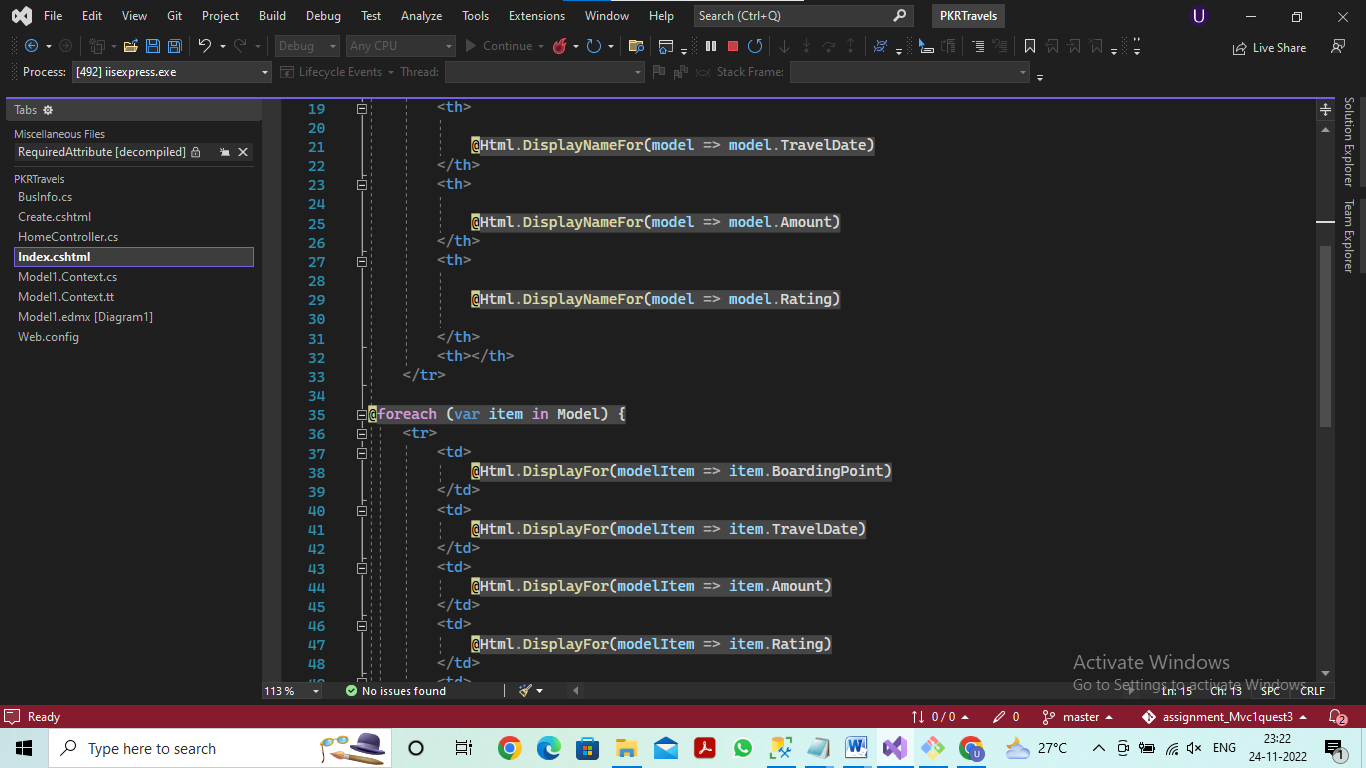 File Edit View Git Project Build Debug Test Analyze Tools Extensions Window Help Search (Ctrl+Q) PKRTravels U
Debug Any CPU Continue Live Share
Process: [492] iisexpress.exe Lifecycle Events Thread: Stack Frame:
Tabs
Miscellaneous Files
RequiredAttribute [decompiled]
PKRTravels
BusInfo.cs
Create.cshtml
HomeController.cs
Index.cshtml
Model1.Context.cs
Model1.Context.tt
Model1.edmx [Diagram1]
Web.config
19 <th>
20
21 @Html.DisplayNameFor(model => model.TravelDate)
22 </th>
23 <th>
24
25 @Html.DisplayNameFor(model => model.Amount)
26 </th>
27 <th>
28
29 @Html.DisplayNameFor(model => model.Rating)
30
31 </th>
32 <th></th>
33 </tr>
34
35 @foreach (var item in Model) {
36 <tr>
37 <td>
38 @Html.DisplayFor(modelItem => item.BoardingPoint)
39 </td>
40 <td>
41 @Html.DisplayFor(modelItem => item.TravelDate)
42 </td>
43 <td>
44 @Html.DisplayFor(modelItem => item.Amount)
45 </td>
46 <td>
47 @Html.DisplayFor(modelItem => item.Rating)
48 </td>
Solution Explorer
Team Explorer
Activate Windows
Go to Settings to activate Windows.
113 % No issues found Ln: 15 Ch: 13 SPC CRLF
Ready 0 / 0 0 master assignment_Mvc1quest3 2
Type here to search 27°C ENG 23:22
24-11-2022 1